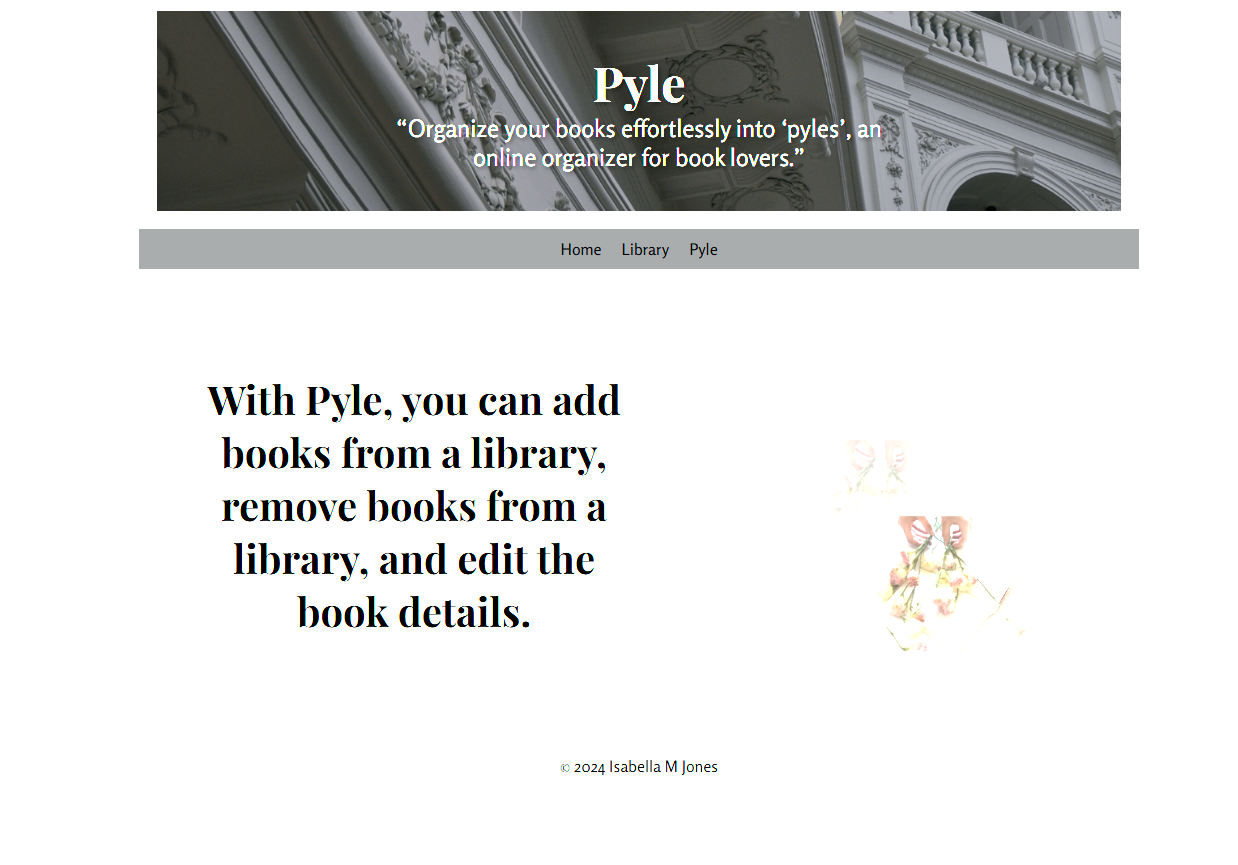 Pyle
“Organize your books effortlessly into ‘pyles’, an
online organizer for book lovers.”
Home Library Pyle
With Pyle, you can add
books from a library,
remove books from a
library, and edit the
book details.
© 2024 Isabella M Jones